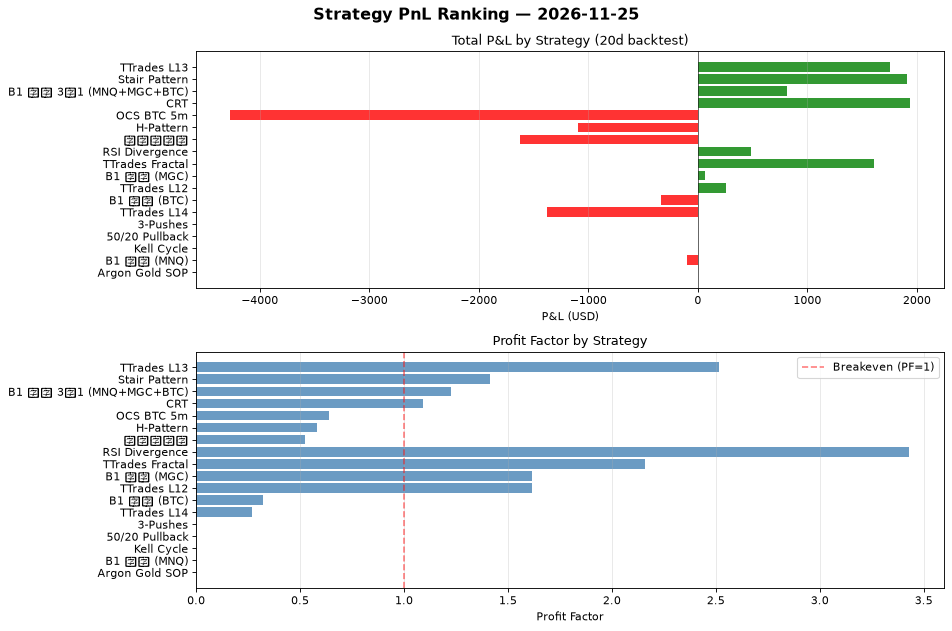 Strategy PnL Ranking — 2026-11-25
Total P&L by Strategy (20d backtest)
TTrades L13
Stair Pattern
B1 3 1 (MNQ+MGC+BTC)
CRT
OCS BTC 5m
H-Pattern
RSI Divergence
TTrades Fractal
B1 (MGC)
TTrades L12
B1 (BTC)
TTrades L14
3-Pushes
50/20 Pullback
Kell Cycle
B1 (MNQ)
Argon Gold SOP
−4000 −3000 −2000 −1000 0 1000 2000
P&L (USD)
Profit Factor by Strategy
Breakeven (PF=1)
TTrades L13
Stair Pattern
B1 3 1 (MNQ+MGC+BTC)
CRT
OCS BTC 5m
H-Pattern
RSI Divergence
TTrades Fractal
B1 (MGC)
TTrades L12
B1 (BTC)
TTrades L14
3-Pushes
50/20 Pullback
Kell Cycle
B1 (MNQ)
Argon Gold SOP
0.0 0.5 1.0 1.5 2.0 2.5 3.0 3.5
Profit Factor